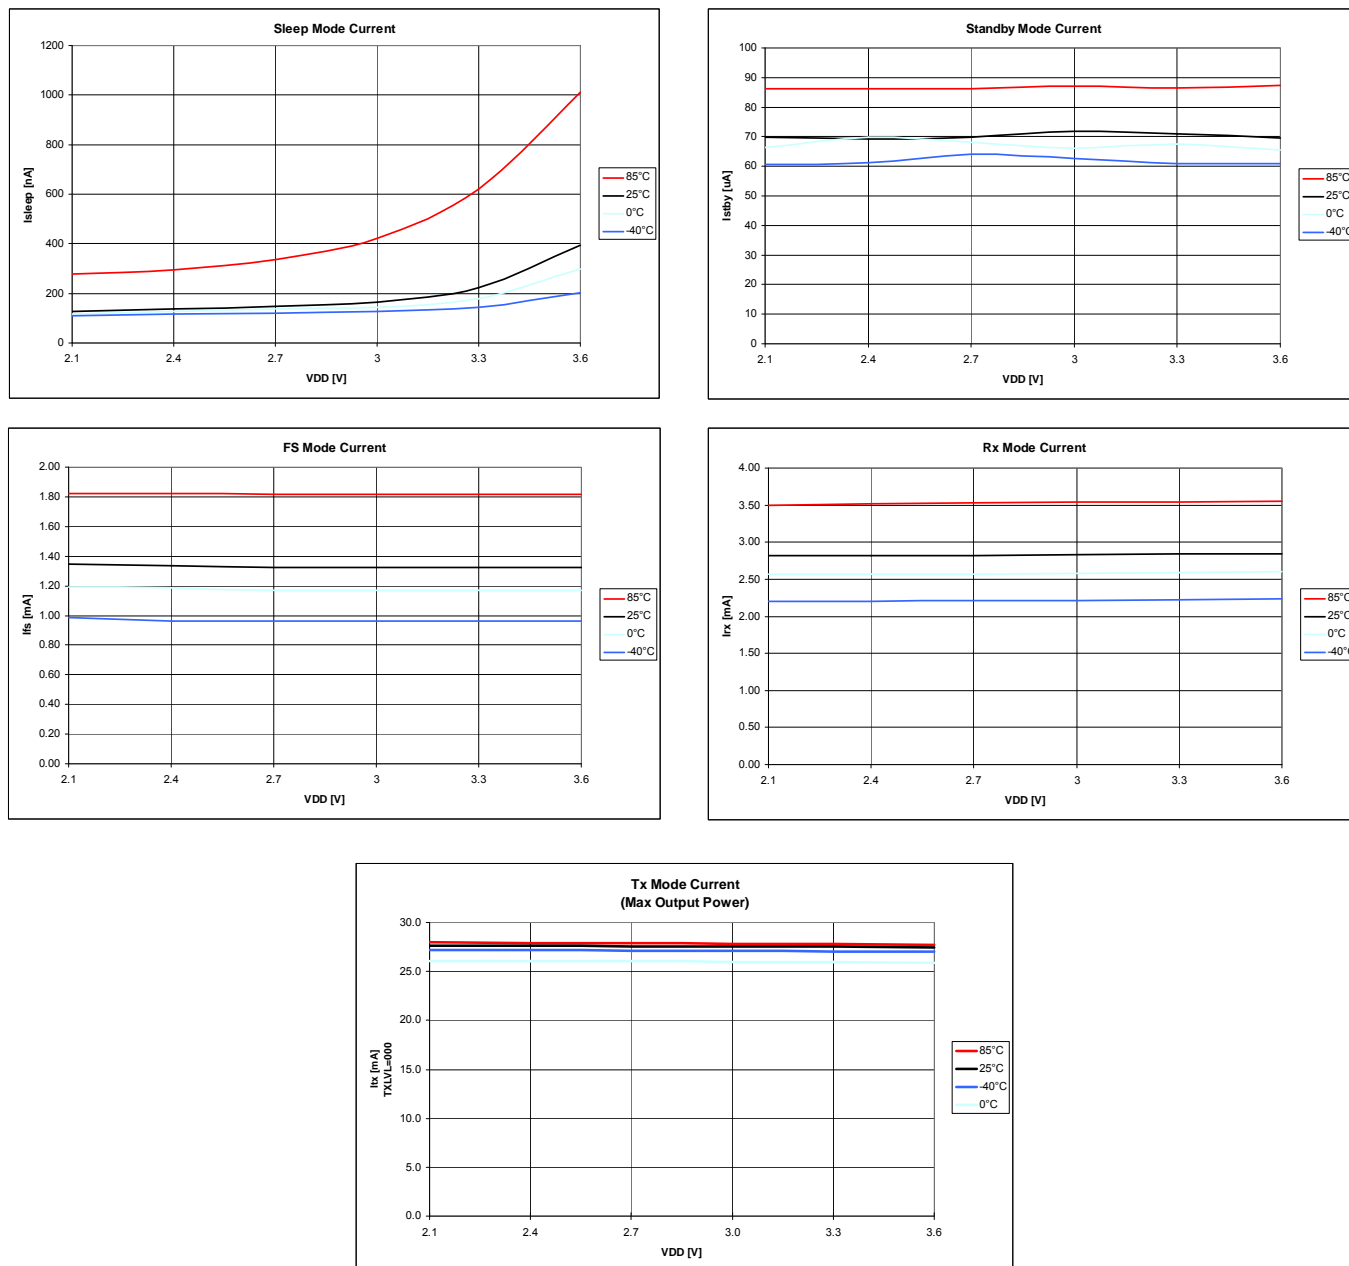 Sleep Mode Current
1200
1000
800
600
400
200
0
Isleep [nA]
2.1 2.4 2.7 3 3.3 3.6
VDD [V]
85°C
25°C
0°C
-40°C
Standby Mode Current
100
90
80
70
60
50
40
30
20
10
0
Istby [uA]
2.1 2.4 2.7 3 3.3 3.6
VDD [V]
85°C
25°C
0°C
-40°C
FS Mode Current
2.00
1.80
1.60
1.40
1.20
1.00
0.80
0.60
0.40
0.20
0.00
Ifs [mA]
2.1 2.4 2.7 3 3.3 3.6
VDD [V]
85°C
25°C
0°C
-40°C
Rx Mode Current
4.00
3.50
3.00
2.50
2.00
1.50
1.00
0.50
0.00
Irx [mA]
2.1 2.4 2.7 3 3.3 3.6
VDD [V]
85°C
25°C
0°C
-40°C
Tx Mode Current
(Max Output Power)
30.0
25.0
20.0
15.0
10.0
5.0
0.0
Itx [mA]
TXLVL=000
2.1 2.4 2.7 3.0 3.3 3.6
VDD [V]
85°C
25°C
-40°C
0°C